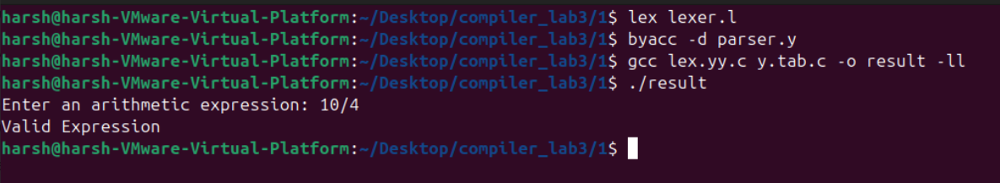 harsh@harsh-VMware-Virtual-Platform:~/Desktop/compiler_lab3/1$ lex lexer.l
harsh@harsh-VMware-Virtual-Platform:~/Desktop/compiler_lab3/1$ byacc -d parser.y
harsh@harsh-VMware-Virtual-Platform:~/Desktop/compiler_lab3/1$ gcc lex.yy.c y.tab.c -o result -ll
harsh@harsh-VMware-Virtual-Platform:~/Desktop/compiler_lab3/1$ ./result
Enter an arithmetic expression: 10/4
Valid Expression
harsh@harsh-VMware-Virtual-Platform:~/Desktop/compiler_lab3/1$